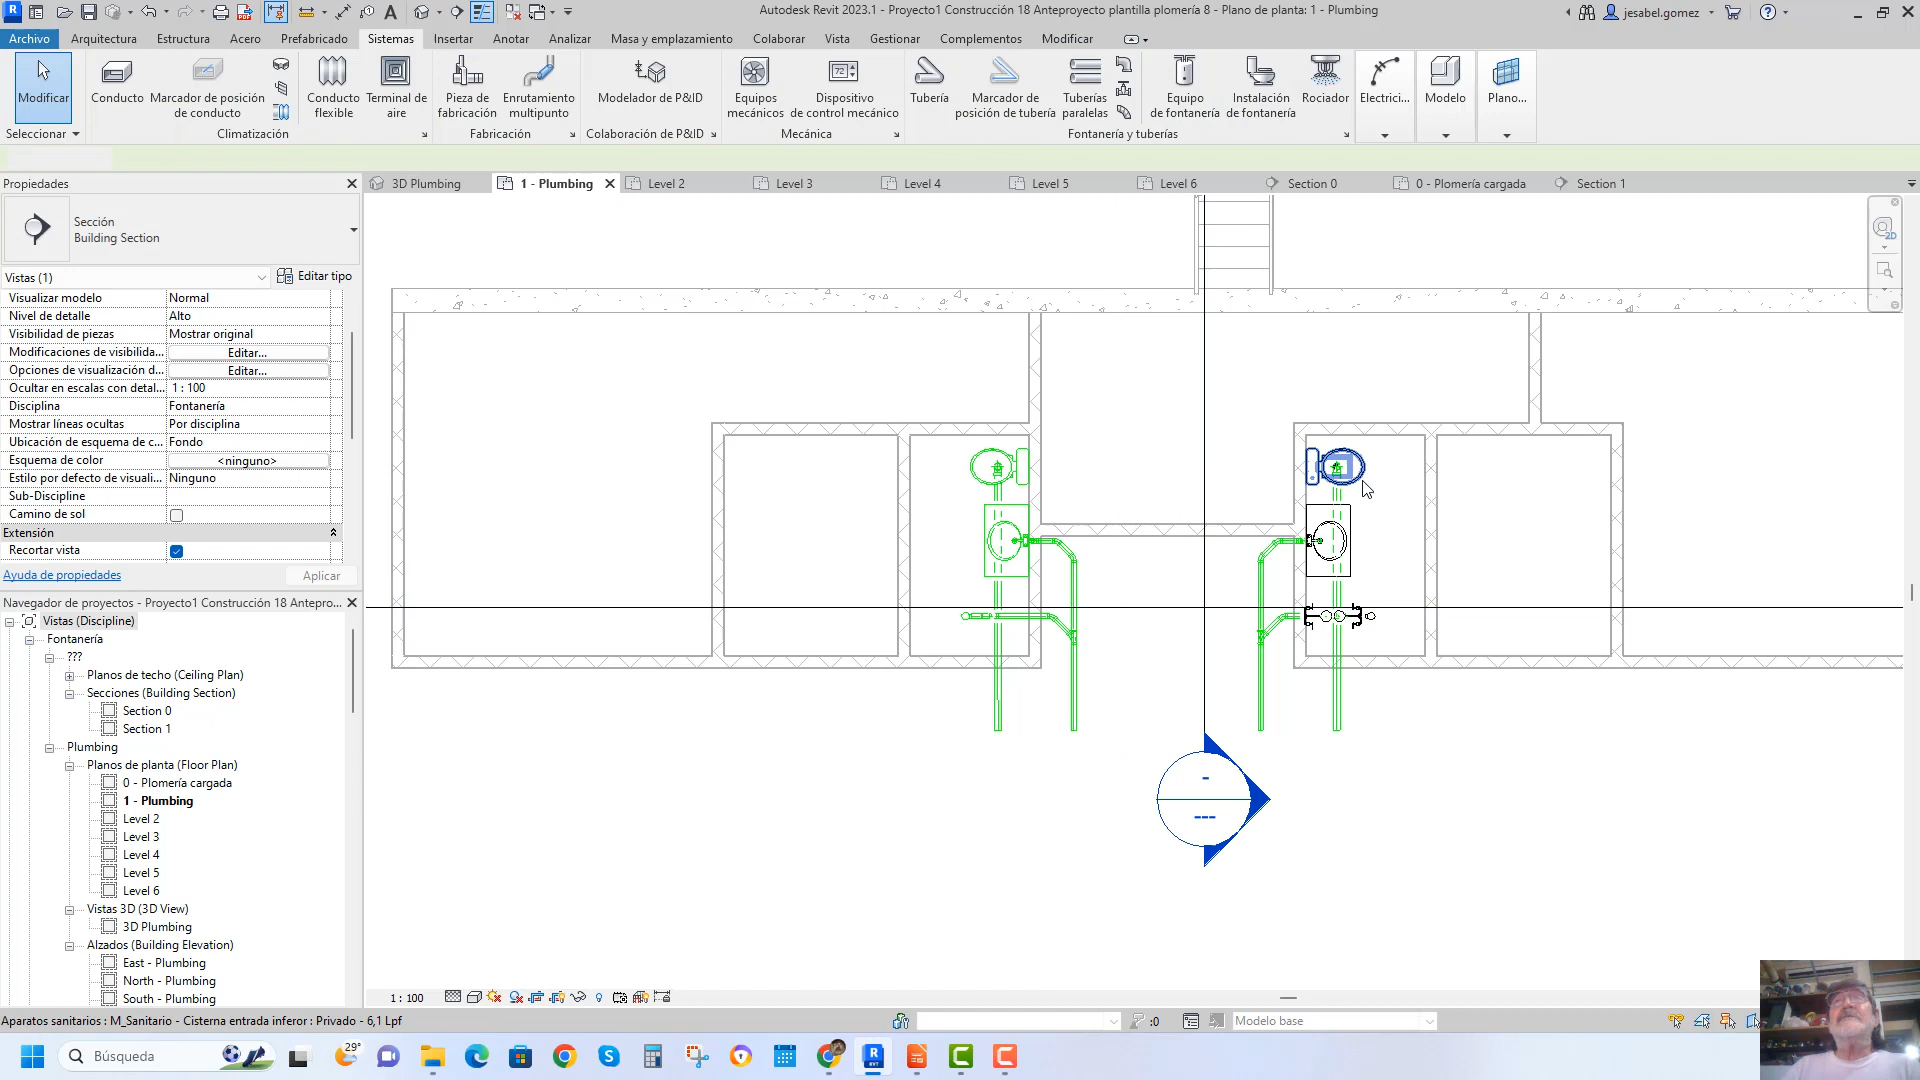 Autodesk Revit 2023.1 - Proyecto1 Construcción 18 Anteproyecto plantilla plomería 8 - Plano de planta: 1 - Plumbing
jesabel.gomez
Archivo Arquitectura Estructura Acero Prefabricado Sistemas Insertar Anotar Analizar Masa y emplazamiento Colaborar Vista Gestionar Complementos Modificar
Modificar
Conducto
Marcador de posición de conducto
Conducto flexible
Terminal de aire
Pieza de fabricación
Enrutamiento multipunto
Modelador de P&ID
Equipos mecánicos
Dispositivo de control mecánico
Tubería
Marcador de posición de tubería
Tuberías paralelas
Equipo de fontanería
Instalación de fontanería
Rociador
Electrici...
Modelo
Plano...
Seleccionar
Climatización
Fabricación
Colaboración de P&ID
Mecánica
Fontanería y tuberías
Propiedades
3D Plumbing
1 - Plumbing
Level 2
Level 3
Level 4
Level 5
Level 6
Section 0
0 - Plomería cargada
Section 1
Sección
Building Section
Vistas (1)
Editar tipo
Visualizar modelo Normal
Nivel de detalle Alto
Visibilidad de piezas Mostrar original
Modificaciones de visibilida... Editar...
Opciones de visualización d... Editar...
Ocultar en escalas con detal... 1 : 100
Disciplina Fontanería
Mostrar líneas ocultas Por disciplina
Ubicación de esquema de c... Fondo
Esquema de color <ninguno>
Estilo por defecto de visuali... Ninguno
Sub-Discipline
Camino de sol
Extensión
Recortar vista
Ayuda de propiedades
Aplicar
Navegador de proyectos - Proyecto1 Construcción 18 Antepro...
Vistas (Discipline)
Fontanería
???
Planos de techo (Ceiling Plan)
Secciones (Building Section)
Section 0
Section 1
Plumbing
Planos de planta (Floor Plan)
0 - Plomería cargada
1 - Plumbing
Level 2
Level 3
Level 4
Level 5
Level 6
Vistas 3D (3D View)
3D Plumbing
Alzados (Building Elevation)
East - Plumbing
North - Plumbing
South - Plumbing
-
---
2D
1 : 100
Aparatos sanitarios : M_Sanitario - Cisterna entrada inferor : Privado - 6,1 Lpf
:0
Modelo base
Búsqueda
29°